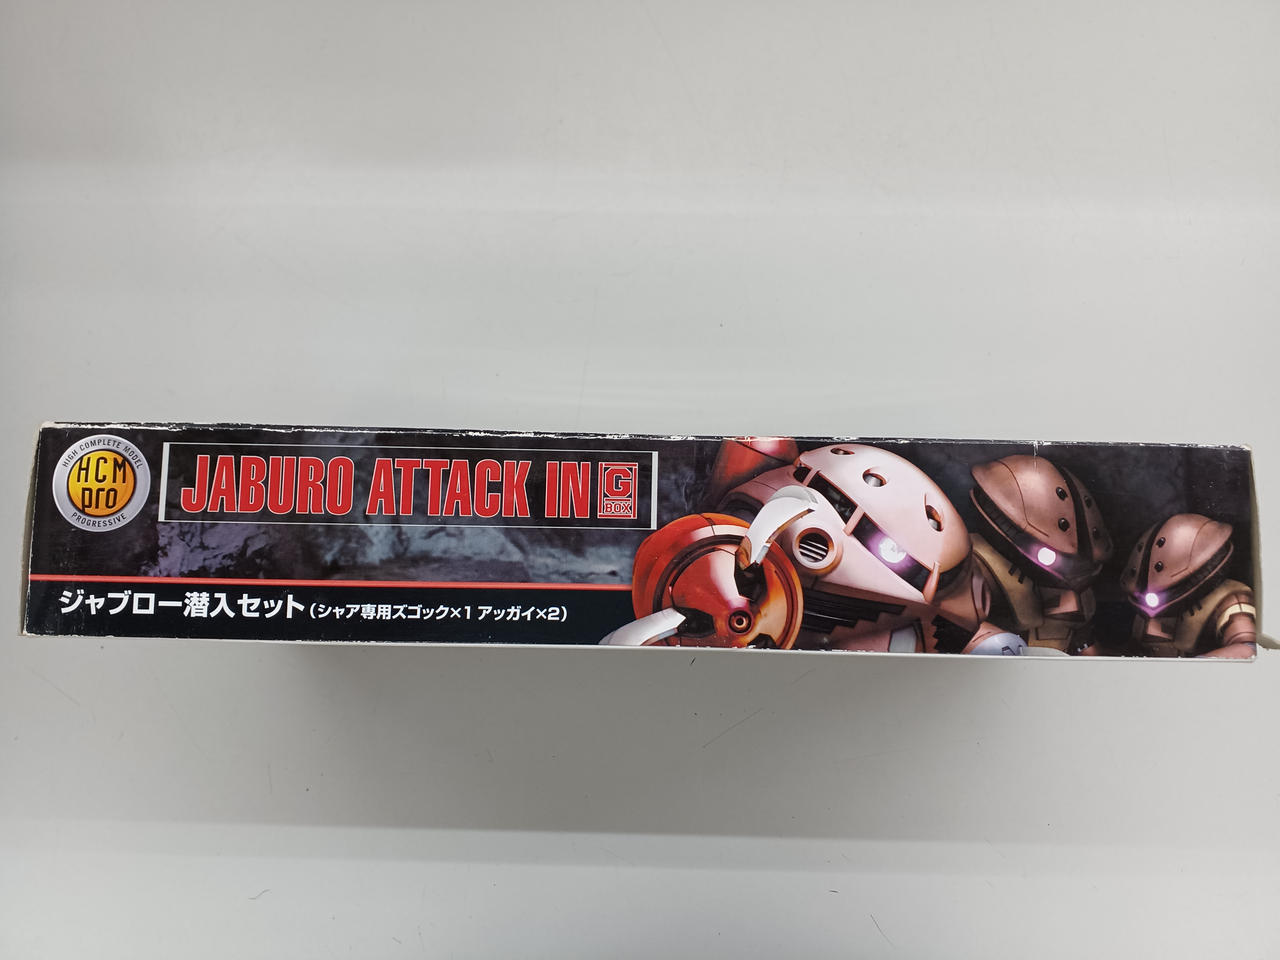 HIGH COMPLETE MODEL
HCM
pro
PROGRESSIVE
JABURO ATTACK IN G
BOX
ジャブロー潜入セット(シャア専用ズゴック×1 アッガイ×2)